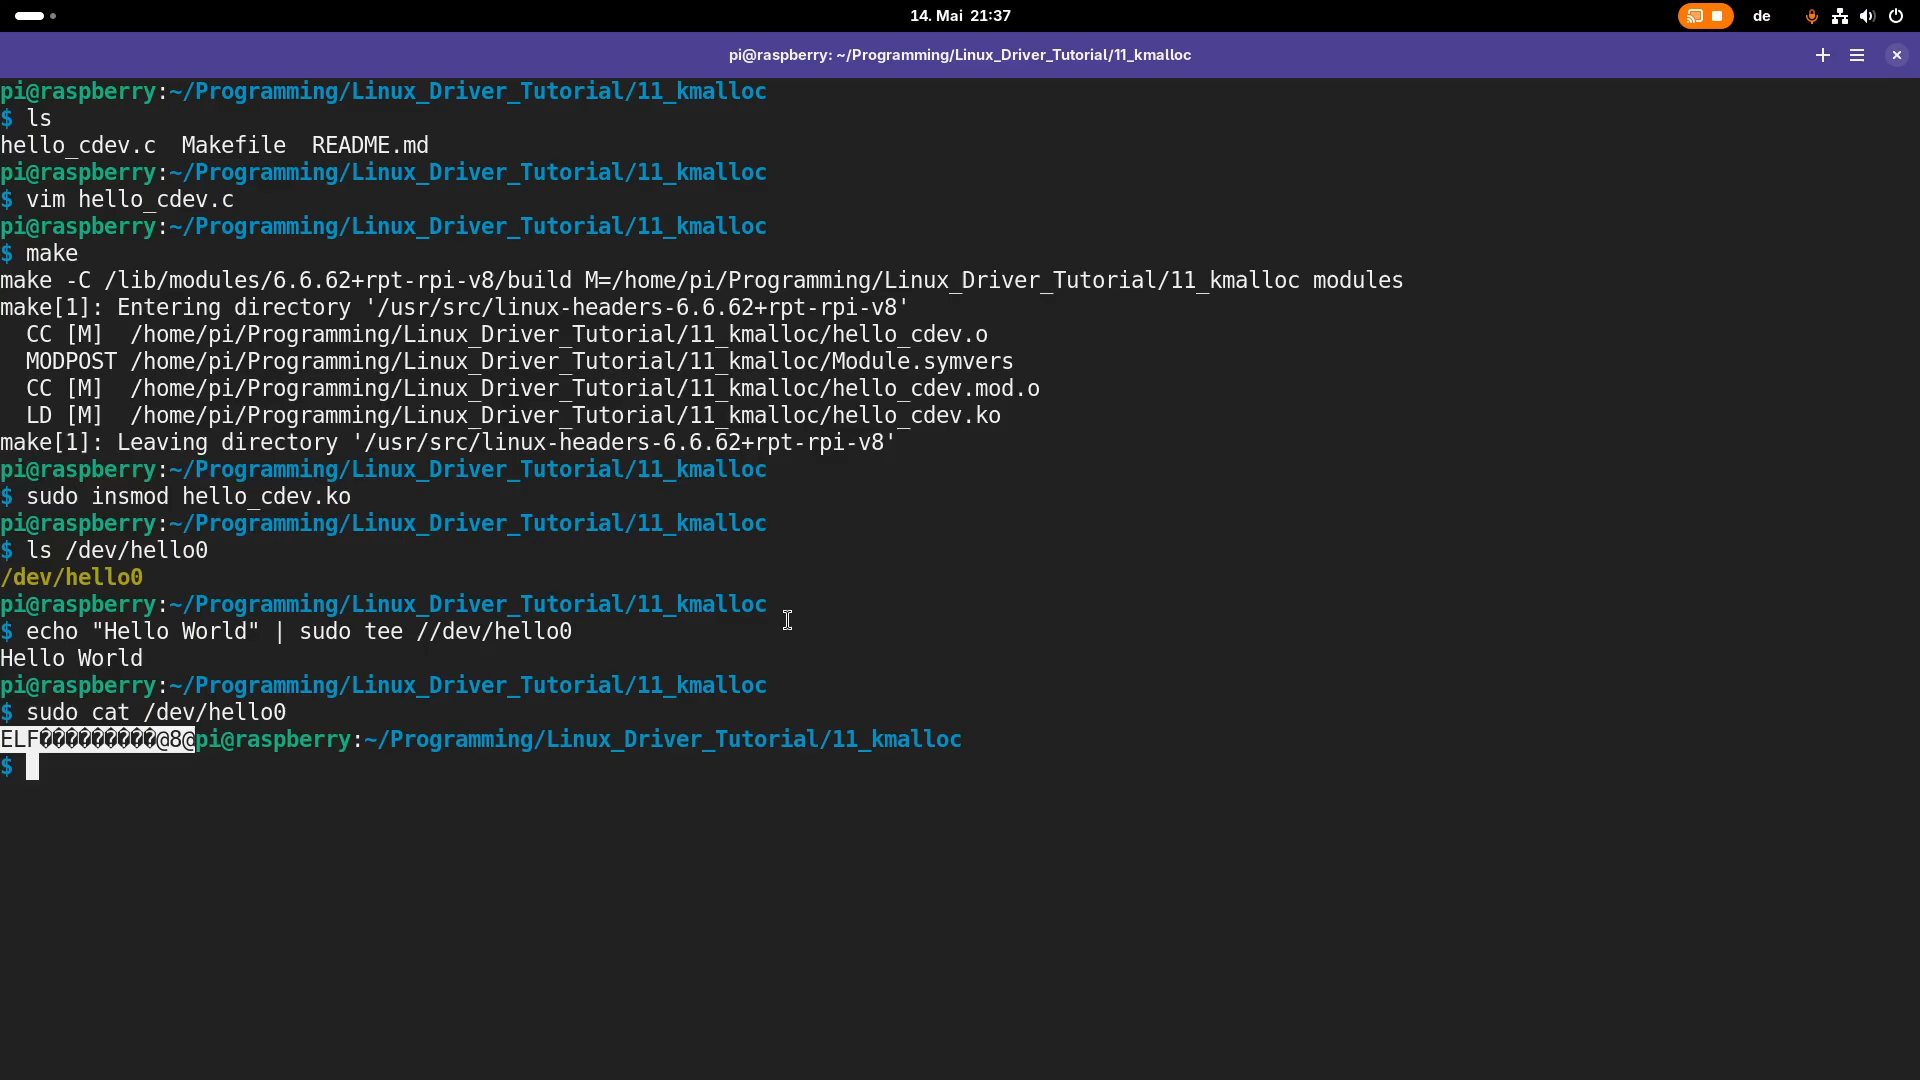 14. Mai 21:37
de
pi@raspberry: ~/Programming/Linux_Driver_Tutorial/11_kmalloc
pi@raspberry:~/Programming/Linux_Driver_Tutorial/11_kmalloc
$ ls
hello_cdev.c  Makefile  README.md
pi@raspberry:~/Programming/Linux_Driver_Tutorial/11_kmalloc
$ vim hello_cdev.c
pi@raspberry:~/Programming/Linux_Driver_Tutorial/11_kmalloc
$ make
make -C /lib/modules/6.6.62+rpt-rpi-v8/build M=/home/pi/Programming/Linux_Driver_Tutorial/11_kmalloc modules
make[1]: Entering directory '/usr/src/linux-headers-6.6.62+rpt-rpi-v8'
  CC [M]  /home/pi/Programming/Linux_Driver_Tutorial/11_kmalloc/hello_cdev.o
  MODPOST /home/pi/Programming/Linux_Driver_Tutorial/11_kmalloc/Module.symvers
  CC [M]  /home/pi/Programming/Linux_Driver_Tutorial/11_kmalloc/hello_cdev.mod.o
  LD [M]  /home/pi/Programming/Linux_Driver_Tutorial/11_kmalloc/hello_cdev.ko
make[1]: Leaving directory '/usr/src/linux-headers-6.6.62+rpt-rpi-v8'
pi@raspberry:~/Programming/Linux_Driver_Tutorial/11_kmalloc
$ sudo insmod hello_cdev.ko
pi@raspberry:~/Programming/Linux_Driver_Tutorial/11_kmalloc
$ ls /dev/hello0
/dev/hello0
pi@raspberry:~/Programming/Linux_Driver_Tutorial/11_kmalloc
$ echo "Hello World" | sudo tee //dev/hello0
Hello World
pi@raspberry:~/Programming/Linux_Driver_Tutorial/11_kmalloc
$ sudo cat /dev/hello0
ELF���������@8@pi@raspberry:~/Programming/Linux_Driver_Tutorial/11_kmalloc
$